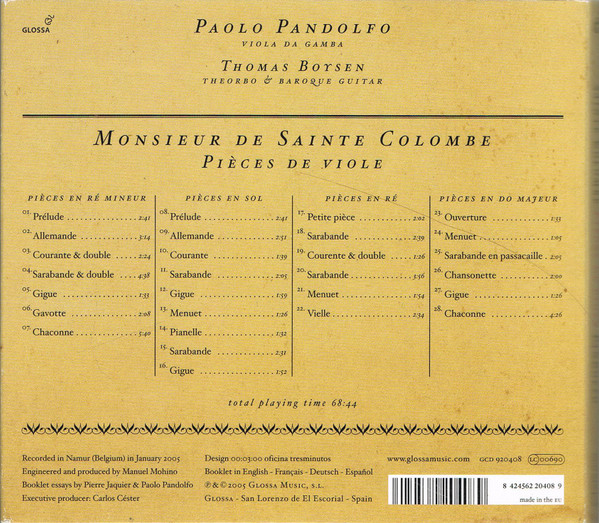 GLOSSA
Paolo Pandolfo
viola da gamba
Thomas Boysen
theorbo & baroque guitar
Monsieur de Sainte Colombe
Pièces de viole
pièces en ré mineur
01. Prélude .......... 2:41
02. Allemande .......... 3:14
03. Courante & double .......... 2:24
04. Sarabande & double .......... 4:38
05. Gigue .......... 1:33
06. Gavotte .......... 2:08
07. Chaconne .......... 5:40
pièces en sol
08. Prélude .......... 2:41
09. Allemande .......... 2:51
10. Courante .......... 1:39
11. Sarabande .......... 2:05
12. Gigue .......... 1:59
13. Menuet .......... 1:26
14. Pianelle .......... 1:32
15. Sarabande .......... 2:31
16. Gigue .......... 1:52
pièces en ré
17. Petite pièce .......... 2:02
18. Sarabande .......... 2:39
19. Courente & double .......... 1:26
20. Sarabande .......... 3:56
21. Menuet .......... 1:54
22. Vielle .......... 2:34
pièces en do majeur
23. Ouverture .......... 1:33
24. Menuet .......... 1:05
25. Sarabande en passacaille .. 2:05
26. Chansonette .......... 2:00
27. Gigue .......... 1:26
28. Chaconne .......... 4:26
total playing time 68:44
Recorded in Namur (Belgium) in January 2005
Engineered and produced by Manuel Mohino
Booklet essays by Pierre Jaquier & Paolo Pandolfo
Executive producer: Carlos Céster
Design 00:03:00 oficina tresminutos
Booklet in English - Français - Deutsch - Español
℗ & © 2005 Glossa Music, s.l.
Glossa - San Lorenzo de El Escorial - Spain
www.glossamusic.com
GCD 920408
LC 00690
8 424562 20408 9
made in the eu